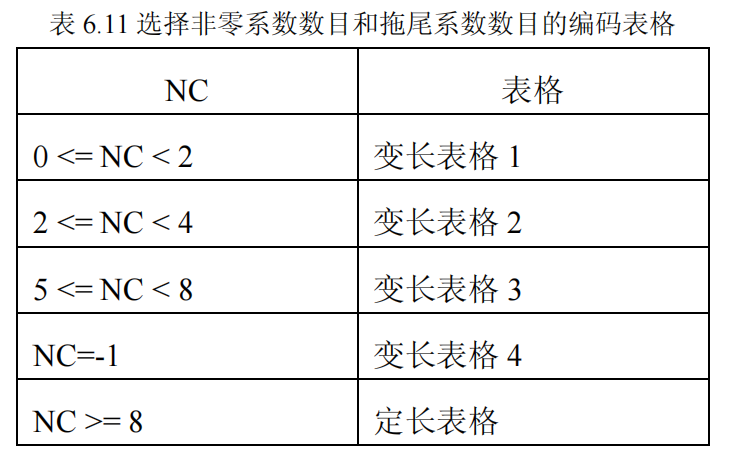 表 6.11 选择非零系数数目和拖尾系数数目的编码表格
NC 表格
0 <= NC < 2 变长表格 1
2 <= NC < 4 变长表格 2
5 <= NC < 8 变长表格 3
NC=-1 变长表格 4
NC >= 8 定长表格